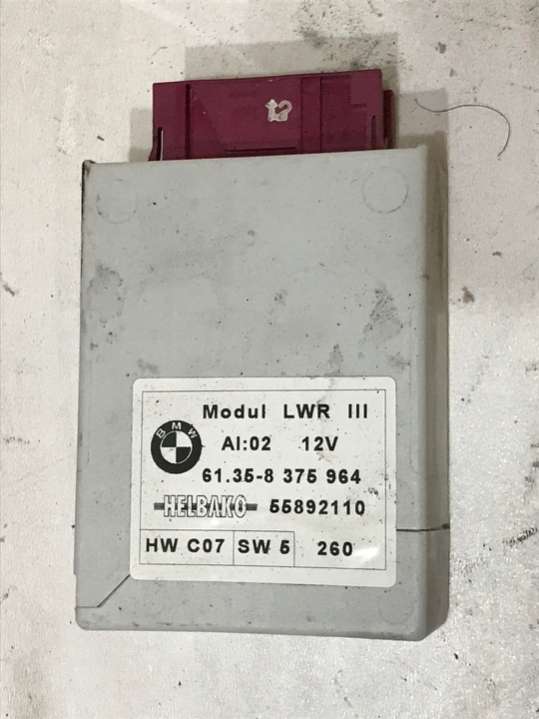 Modul LWR III
BMW
AI:02 12V
61.35-8 375 964
HELBAKO 55892110
HW C07 SW 5 260